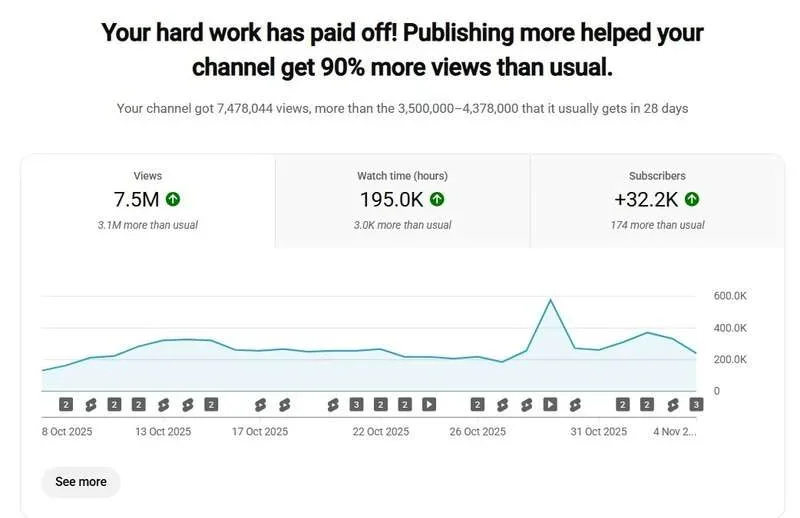 Your hard work has paid off! Publishing more helped your
channel get 90% more views than usual.
Your channel got 7,478,044 views, more than the 3,500,000–4,378,000 that it usually gets in 28 days
Views
7.5M
3.1M more than usual
Watch time (hours)
195.0K
3.0K more than usual
Subscribers
+32.2K
174 more than usual
600.0K
400.0K
200.0K
0
2 2 2 2 3 2 2 2 2 2 3
8 Oct 2025 13 Oct 2025 17 Oct 2025 22 Oct 2025 26 Oct 2025 31 Oct 2025 4 Nov 2...
See more